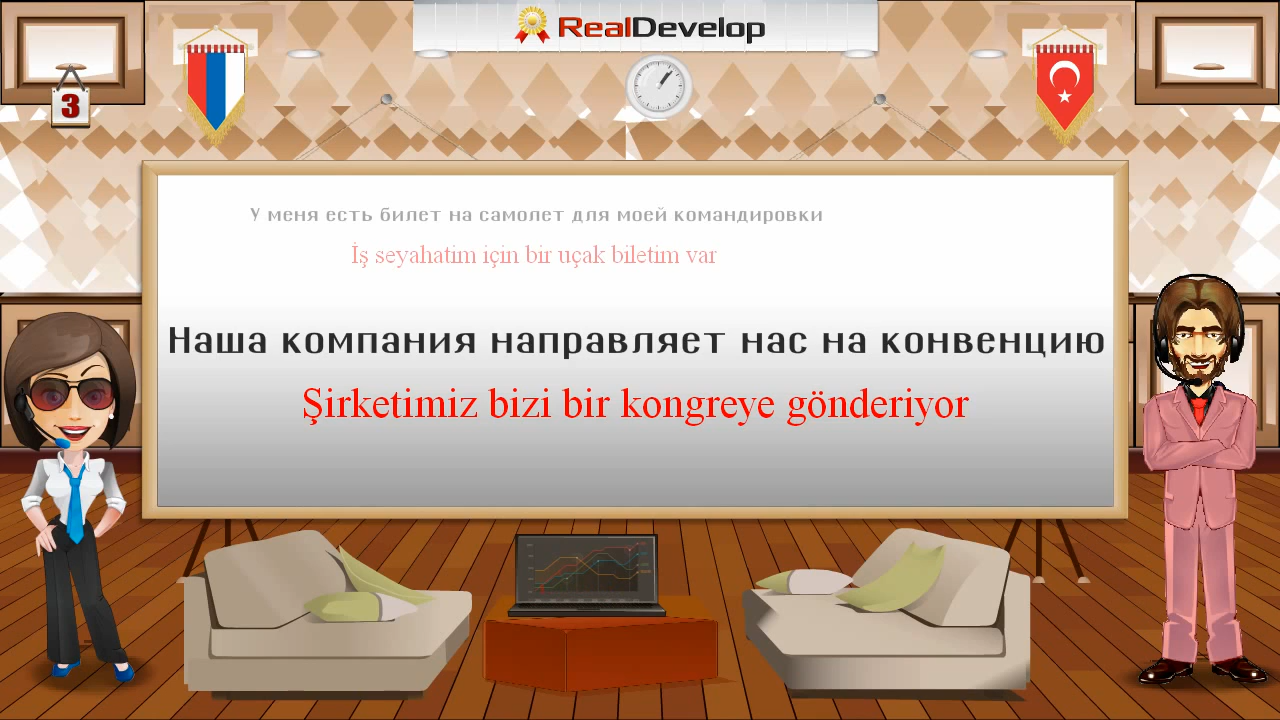 RealDevelop
3
У меня есть билет на самолет для моей командировки
İş seyahatim için bir uçak biletim var
Наша компания направляет нас на конвенцию
Şirketimiz bizi bir kongreye gönderiyor